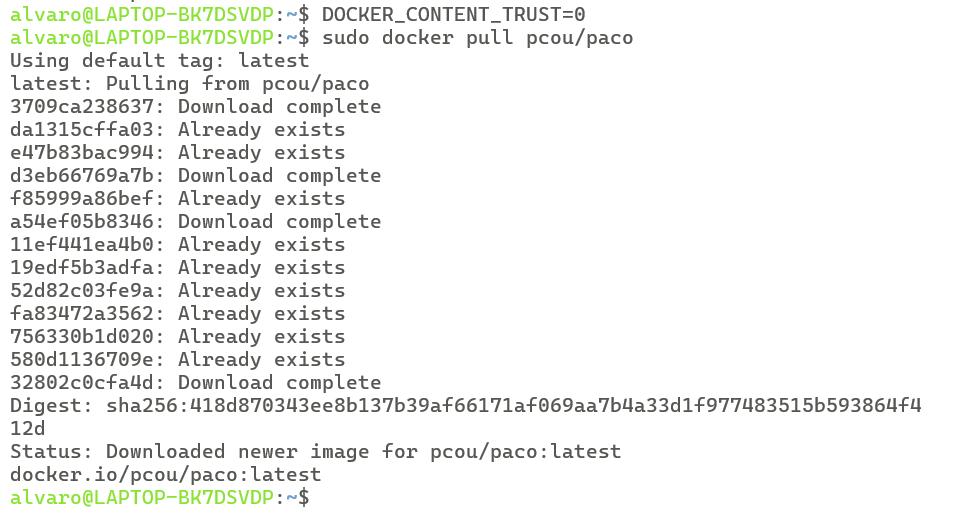 alvaro@LAPTOP-BK7DSVDP:~$ DOCKER_CONTENT_TRUST=0
alvaro@LAPTOP-BK7DSVDP:~$ sudo docker pull pcou/paco
Using default tag: latest
latest: Pulling from pcou/paco
3709ca238637: Download complete
da1315cffa03: Already exists
e47b83bac994: Already exists
d3eb66769a7b: Download complete
f85999a86bef: Already exists
a54ef05b8346: Download complete
11ef441ea4b0: Already exists
19edf5b3adfa: Already exists
52d82c03fe9a: Already exists
fa83472a3562: Already exists
756330b1d020: Already exists
580d1136709e: Already exists
32802c0cfa4d: Download complete
Digest: sha256:418d870343ee8b137b39af66171af069aa7b4a33d1f977483515b593864f4
12d
Status: Downloaded newer image for pcou/paco:latest
docker.io/pcou/paco:latest
alvaro@LAPTOP-BK7DSVDP:~$